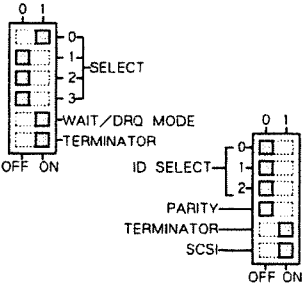 0 1
0
1
2
3
SELECT
WAIT/DRQ MODE
TERMINATOR
OFF ON
0 1
0
1
2
ID SELECT
PARITY
TERMINATOR
SCSI
OFF ON